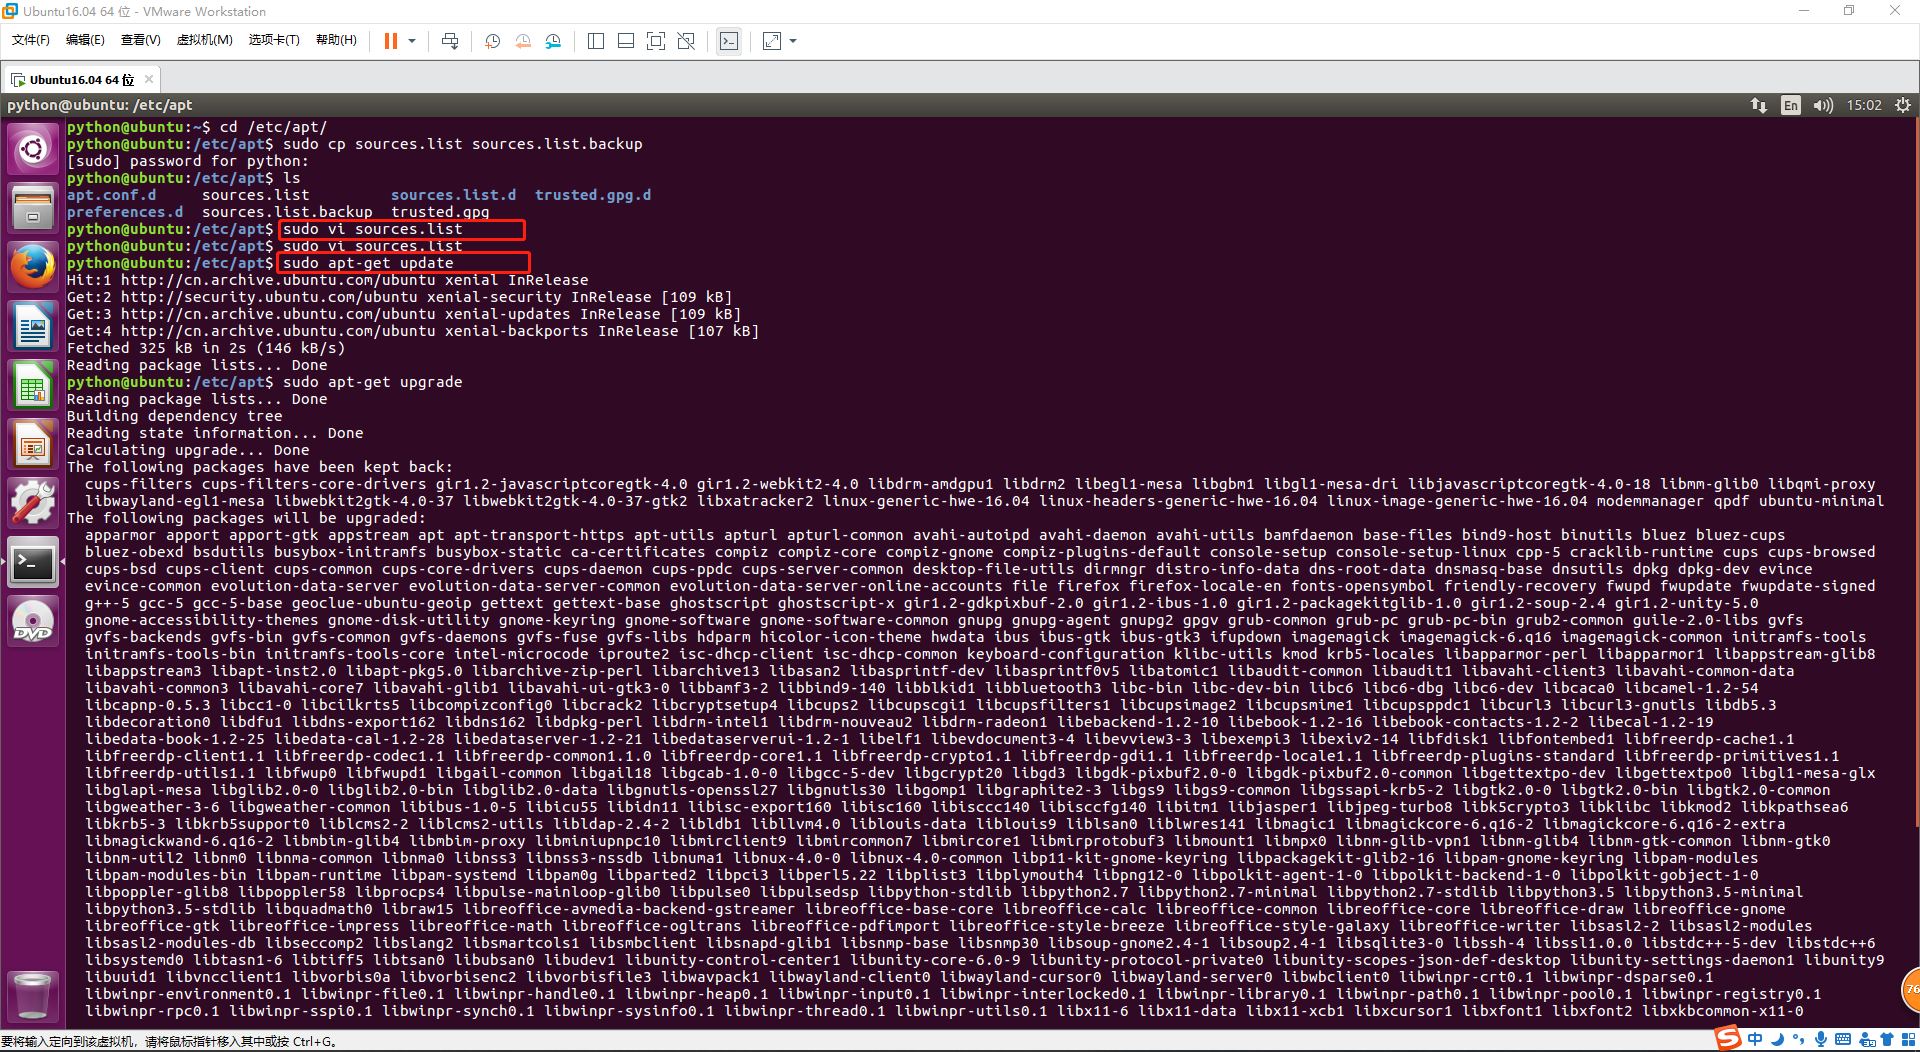 Ubuntu16.04 64 位 - VMware Workstation
文件(F) 编辑(E) 查看(V) 虚拟机(M) 选项卡(T) 帮助(H)
Ubuntu16.04 64 位
python@ubuntu: /etc/apt
En 15:02
python@ubuntu:~$ cd /etc/apt/
python@ubuntu:/etc/apt$ sudo cp sources.list sources.list.backup
[sudo] password for python:
python@ubuntu:/etc/apt$ ls
apt.conf.d sources.list sources.list.d trusted.gpg.d
preferences.d sources.list.backup trusted.gpg
python@ubuntu:/etc/apt$ sudo vi sources.list
python@ubuntu:/etc/apt$ sudo vi sources.list
python@ubuntu:/etc/apt$ sudo apt-get update
Hit:1 http://cn.archive.ubuntu.com/ubuntu xenial InRelease
Get:2 http://security.ubuntu.com/ubuntu xenial-security InRelease [109 kB]
Get:3 http://cn.archive.ubuntu.com/ubuntu xenial-updates InRelease [109 kB]
Get:4 http://cn.archive.ubuntu.com/ubuntu xenial-backports InRelease [107 kB]
Fetched 325 kB in 2s (146 kB/s)
Reading package lists... Done
python@ubuntu:/etc/apt$ sudo apt-get upgrade
Reading package lists... Done
Building dependency tree
Reading state information... Done
Calculating upgrade... Done
The following packages have been kept back:
cups-filters cups-filters-core-drivers gir1.2-javascriptcoregtk-4.0 gir1.2-webkit2-4.0 libdrm-amdgpu1 libdrm2 libegl1-mesa libgbm1 libgl1-mesa-dri libjavascriptcoregtk-4.0-18 libmm-glib0 libqmi-proxy
libwayland-egl1-mesa libwebkit2gtk-4.0-37 libwebkit2gtk-4.0-37-gtk2 libxatracker2 linux-generic-hwe-16.04 linux-headers-generic-hwe-16.04 linux-image-generic-hwe-16.04 modemmanager qpdf ubuntu-minimal
The following packages will be upgraded:
apparmor apport apport-gtk appstream apt apt-transport-https apt-utils apturl apturl-common avahi-autoipd avahi-daemon avahi-utils bamfdaemon base-files bind9-host binutils bluez bluez-cups
bluez-obexd bsdutils busybox-initramfs busybox-static ca-certificates compiz compiz-core compiz-gnome compiz-plugins-default console-setup console-setup-linux cpp-5 cracklib-runtime cups cups-browsed
cups-bsd cups-client cups-common cups-core-drivers cups-daemon cups-ppdc cups-server-common desktop-file-utils dirmngr distro-info-data dns-root-data dnsmasq-base dnsutils dpkg dpkg-dev evince
evince-common evolution-data-server evolution-data-server-common evolution-data-server-online-accounts file firefox firefox-locale-en fonts-opensymbol friendly-recovery fwupd fwupdate fwupdate-signed
g++-5 gcc-5 gcc-5-base geoclue-ubuntu-geoip gettext gettext-base ghostscript ghostscript-x gir1.2-gdkpixbuf-2.0 gir1.2-ibus-1.0 gir1.2-packagekitglib-1.0 gir1.2-soup-2.4 gir1.2-unity-5.0
gnome-accessibility-themes gnome-disk-utility gnome-keyring gnome-software gnome-software-common gnupg gnupg-agent gnupg2 gpgv grub-common grub-pc grub-pc-bin grub2-common guile-2.0-libs gvfs
gvfs-backends gvfs-bin gvfs-common gvfs-daemons gvfs-fuse gvfs-libs hdparm hicolor-icon-theme hwdata ibus ibus-gtk ibus-gtk3 ifupdown imagemagick imagemagick-6.q16 imagemagick-common initramfs-tools
initramfs-tools-bin initramfs-tools-core intel-microcode iproute2 isc-dhcp-client isc-dhcp-common keyboard-configuration klibc-utils kmod krb5-locales libapparmor-perl libapparmor1 libappstream-glib8
libappstream3 libapt-inst2.0 libapt-pkg5.0 libarchive-zip-perl libarchive13 libasan2 libasprintf-dev libasprintf0v5 libatomic1 libaudit-common libaudit1 libavahi-client3 libavahi-common-data
libavahi-common3 libavahi-core7 libavahi-glib1 libavahi-ui-gtk3-0 libbamf3-2 libbind9-140 libblkid1 libbluetooth3 libc-bin libc-dev-bin libc6 libc6-dbg libc6-dev libcaca0 libcamel-1.2-54
libcapnp-0.5.3 libcc1-0 libcilkrts5 libcompizconfig0 libcrack2 libcryptsetup4 libcups2 libcupscgi1 libcupsfilters1 libcupsimage2 libcupsmime1 libcupsppdc1 libcurl3 libcurl3-gnutls libdb5.3
libdecoration0 libdfu1 libdns-export162 libdns162 libdpkg-perl libdrm-intel1 libdrm-nouveau2 libdrm-radeon1 libebackend-1.2-10 libebook-1.2-16 libebook-contacts-1.2-2 libecal-1.2-19
libedata-book-1.2-25 libedata-cal-1.2-28 libedataserver-1.2-21 libedataserverui-1.2-1 libelf1 libevdocument3-4 libevview3-3 libexempi3 libexiv2-14 libfdisk1 libfontembed1 libfreerdp-cache1.1
libfreerdp-client1.1 libfreerdp-codec1.1 libfreerdp-common1.1.0 libfreerdp-core1.1 libfreerdp-crypto1.1 libfreerdp-gdi1.1 libfreerdp-locale1.1 libfreerdp-plugins-standard libfreerdp-primitives1.1
libfreerdp-utils1.1 libfwup0 libfwupd1 libgail-common libgail18 libgcab-1.0-0 libgcc-5-dev libgcrypt20 libgd3 libgdk-pixbuf2.0-0 libgdk-pixbuf2.0-common libgettextpo-dev libgettextpo0 libgl1-mesa-glx
libglapi-mesa libglib2.0-0 libglib2.0-bin libglib2.0-data libgnutls-openssl27 libgnutls30 libgomp1 libgraphite2-3 libgs9 libgs9-common libgssapi-krb5-2 libgtk2.0-0 libgtk2.0-bin libgtk2.0-common
libgweather-3-6 libgweather-common libibus-1.0-5 libicu55 libidn11 libisc-export160 libisc160 libisccc140 libisccfg140 libitm1 libjasper1 libjpeg-turbo8 libk5crypto3 libklibc libkmod2 libkpathsea6
libkrb5-3 libkrb5support0 liblcms2-2 liblcms2-utils libldap-2.4-2 libldb1 libllvm4.0 liblouis-data liblouis9 liblsan0 liblwres141 libmagic1 libmagickcore-6.q16-2 libmagickcore-6.q16-2-extra
libmagickwand-6.q16-2 libmbim-glib4 libmbim-proxy libminiupnpc10 libmirclient9 libmircommon7 libmircore1 libmirprotobuf3 libmount1 libmpx0 libnm-glib-vpn1 libnm-glib4 libnm-gtk-common libnm-gtk0
libnm-util2 libnm0 libnma-common libnma0 libnss3 libnss3-nssdb libnuma1 libnux-4.0-0 libnux-4.0-common libp11-kit-gnome-keyring libpackagekit-glib2-16 libpam-gnome-keyring libpam-modules
libpam-modules-bin libpam-runtime libpam-systemd libpam0g libparted2 libpci3 libperl5.22 libplist3 libplymouth4 libpng12-0 libpolkit-agent-1-0 libpolkit-backend-1-0 libpolkit-gobject-1-0
libpoppler-glib8 libpoppler58 libprocps4 libpulse-mainloop-glib0 libpulse0 libpulsedsp libpython-stdlib libpython2.7 libpython2.7-minimal libpython2.7-stdlib libpython3.5 libpython3.5-minimal
libpython3.5-stdlib libquadmath0 libraw15 libreoffice-avmedia-backend-gstreamer libreoffice-base-core libreoffice-calc libreoffice-common libreoffice-core libreoffice-draw libreoffice-gnome
libreoffice-gtk libreoffice-impress libreoffice-math libreoffice-ogltrans libreoffice-pdfimport libreoffice-style-breeze libreoffice-style-galaxy libreoffice-writer libsasl2-2 libsasl2-modules
libsasl2-modules-db libseccomp2 libslang2 libsmartcols1 libsmbclient libsnapd-glib1 libsnmp-base libsnmp30 libsoup-gnome2.4-1 libsoup2.4-1 libsqlite3-0 libssh-4 libssl1.0.0 libstdc++-5-dev libstdc++6
libsystemd0 libtasn1-6 libtiff5 libtsan0 libubsan0 libudev1 libunity-control-center1 libunity-core-6.0-9 libunity-protocol-private0 libunity-scopes-json-def-desktop libunity-settings-daemon1 libunity9
libuuid1 libvncclient1 libvorbis0a libvorbisenc2 libvorbisfile3 libwavpack1 libwayland-client0 libwayland-cursor0 libwayland-server0 libwbclient0 libwinpr-crt0.1 libwinpr-dsparse0.1
libwinpr-environment0.1 libwinpr-file0.1 libwinpr-handle0.1 libwinpr-heap0.1 libwinpr-input0.1 libwinpr-interlocked0.1 libwinpr-library0.1 libwinpr-path0.1 libwinpr-pool0.1 libwinpr-registry0.1
libwinpr-rpc0.1 libwinpr-sspi0.1 libwinpr-synch0.1 libwinpr-sysinfo0.1 libwinpr-thread0.1 libwinpr-utils0.1 libx11-6 libx11-data libx11-xcb1 libxcursor1 libxfont1 libxfont2 libxkbcommon-x11-0
DVD
76
要将输入定向到该虚拟机，请将鼠标指针移入其中或按 Ctrl+G。
S 中